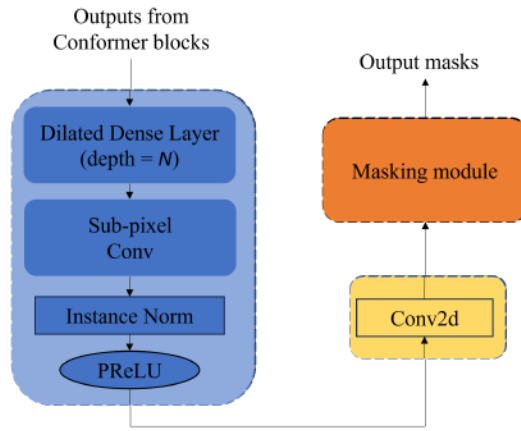 Outputs from
Conformer blocks
Dilated Dense Layer
(depth = N)
Sub-pixel
Conv
Instance Norm
PReLU
Output masks
Masking module
Conv2d